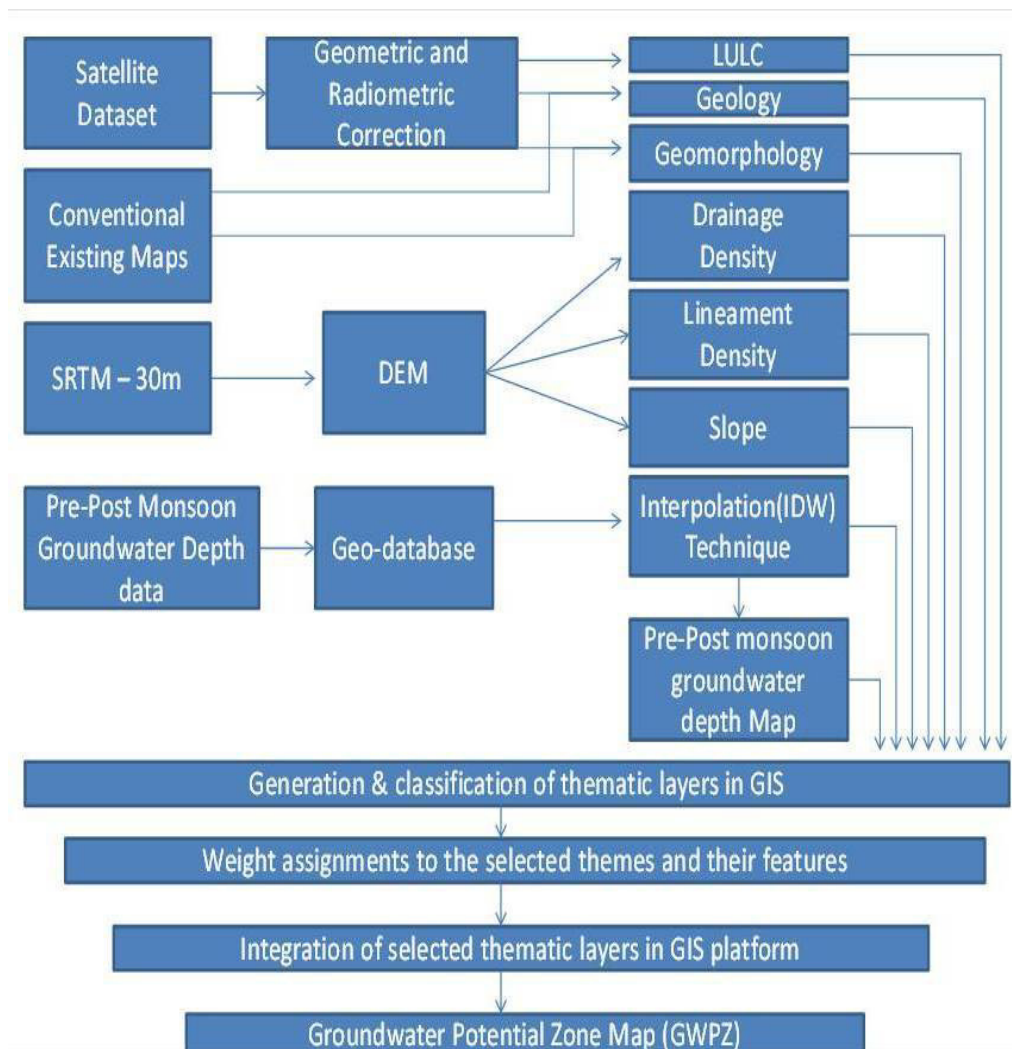 Satellite
Dataset
Geometric and
Radiometric
Correction
LULC
Geology
Geomorphology
Conventional
Existing Maps
Drainage
Density
Lineament
Density
SRTM – 30m
DEM
Slope
Pre-Post Monsoon
Groundwater Depth
data
Geo-database
Interpolation(IDW)
Technique
Pre-Post monsoon
groundwater
depth Map
Generation & classification of thematic layers in GIS
Weight assignments to the selected themes and their features
Integration of selected thematic layers in GIS platform
Groundwater Potential Zone Map (GWPZ)